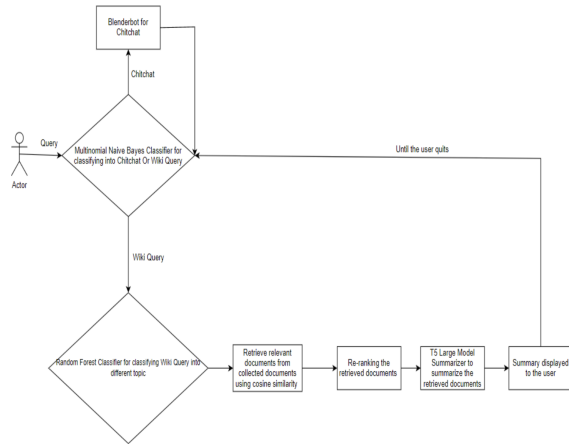 Blenderbot for
Chitchat
Chitchat
Query
Multinomial Naive Bayes Classifier for
classifying into Chitchat Or Wiki Query
Until the user quits
Actor
Wiki Query
Random Forest Classifier for classifying Wiki Query into
different topic
Retrieve relevant
documents from
collected documents
using cosine similarity
Re-ranking the
retrieved documents
T5 Large Model
Summarizer to
summarize the
retrieved documents
Summary displayed
to the user